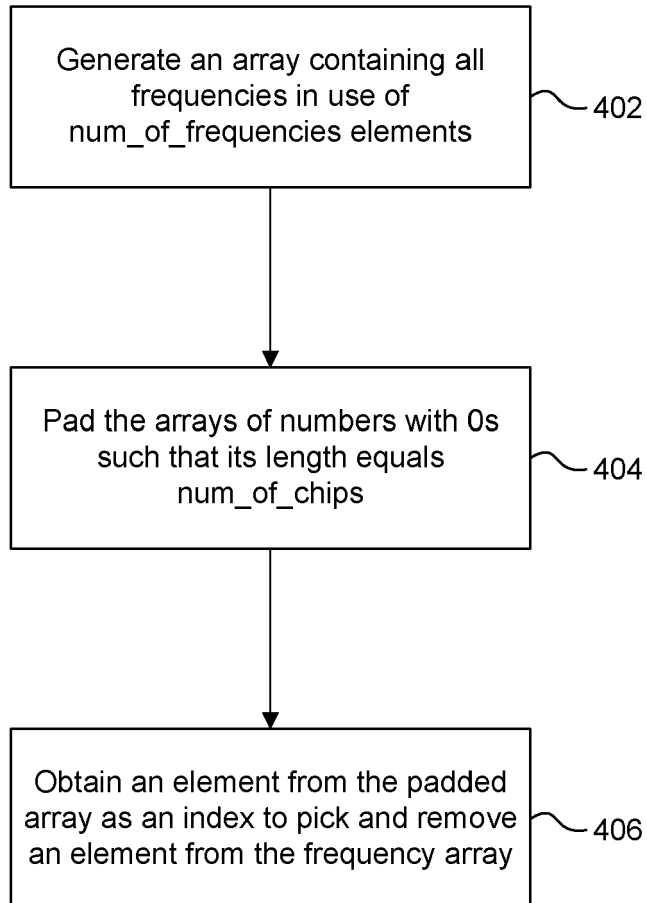 Generate an array containing all
frequencies in use of
num_of_frequencies elements
402
Pad the arrays of numbers with 0s
such that its length equals
num_of_chips
404
Obtain an element from the padded
array as an index to pick and remove
an element from the frequency array
406